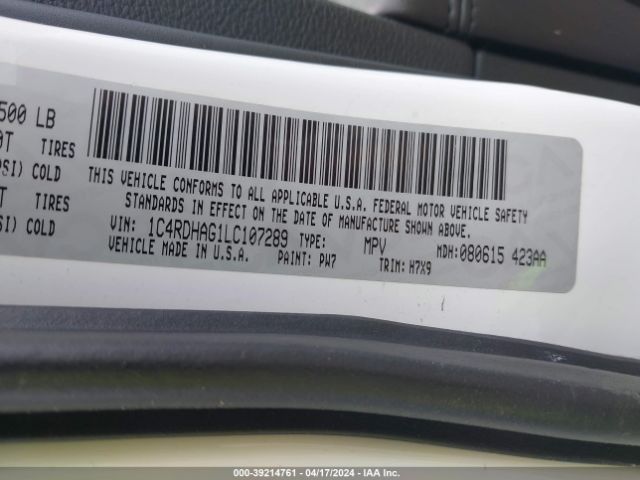 500 LB
0T TIRES
PSI) COLD
T TIRES
SI) COLD
THIS VEHICLE CONFORMS TO ALL APPLICABLE U.S.A. FEDERAL MOTOR VEHICLE SAFETY
STANDARDS IN EFFECT ON THE DATE OF MANUFACTURE SHOWN ABOVE.
VIN: 1C4RDHAG1LC107289 TYPE: MPV MDH:080615 423AA
VEHICLE MADE IN U.S.A. PAINT: PW7 TRIM: H7X9
000-39214761 - 04/17/2024 - IAA Inc.